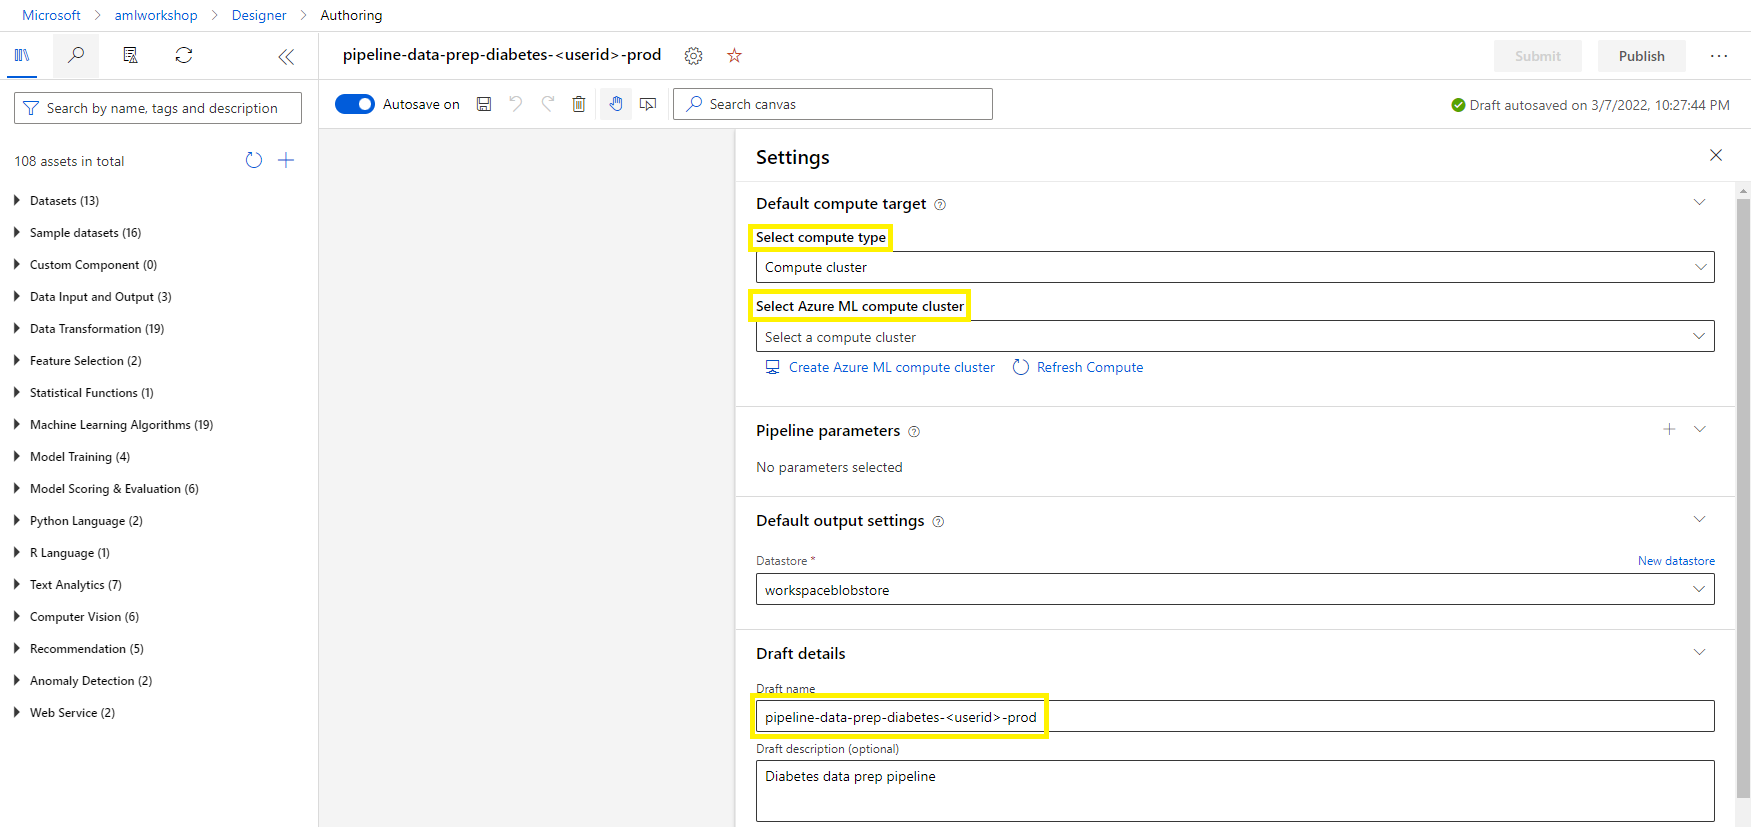 Microsoft > amlworkshop > Designer > Authoring
pipeline-data-prep-diabetes-<userid>-prod
Submit
Publish
Search by name, tags and description
Autosave on
Search canvas
Draft autosaved on 3/7/2022, 10:27:44 PM
108 assets in total
Datasets (13)
Sample datasets (16)
Custom Component (0)
Data Input and Output (3)
Data Transformation (19)
Feature Selection (2)
Statistical Functions (1)
Machine Learning Algorithms (19)
Model Training (4)
Model Scoring & Evaluation (6)
Python Language (2)
R Language (1)
Text Analytics (7)
Computer Vision (6)
Recommendation (5)
Anomaly Detection (2)
Web Service (2)
Settings
Default compute target
Select compute type
Compute cluster
Select Azure ML compute cluster
Select a compute cluster
Create Azure ML compute cluster
Refresh Compute
Pipeline parameters
No parameters selected
Default output settings
Datastore *
New datastore
workspaceblobstore
Draft details
Draft name
pipeline-data-prep-diabetes-<userid>-prod
Draft description (optional)
Diabetes data prep pipeline